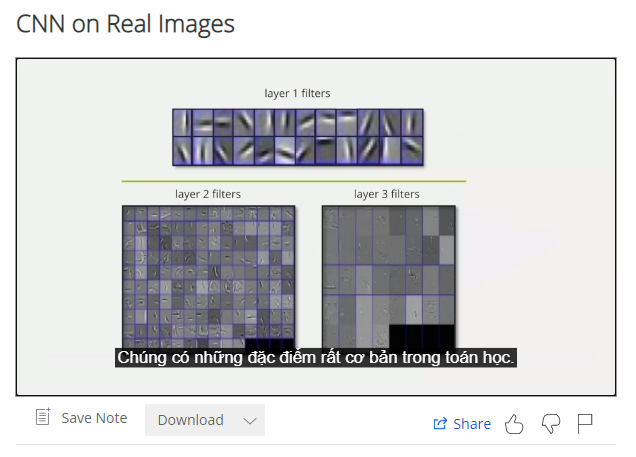 CNN on Real Images
layer 1 filters
layer 2 filters
layer 3 filters
Chúng có những đặc điểm rất cơ bản trong toán học.
Save Note
Download
Share